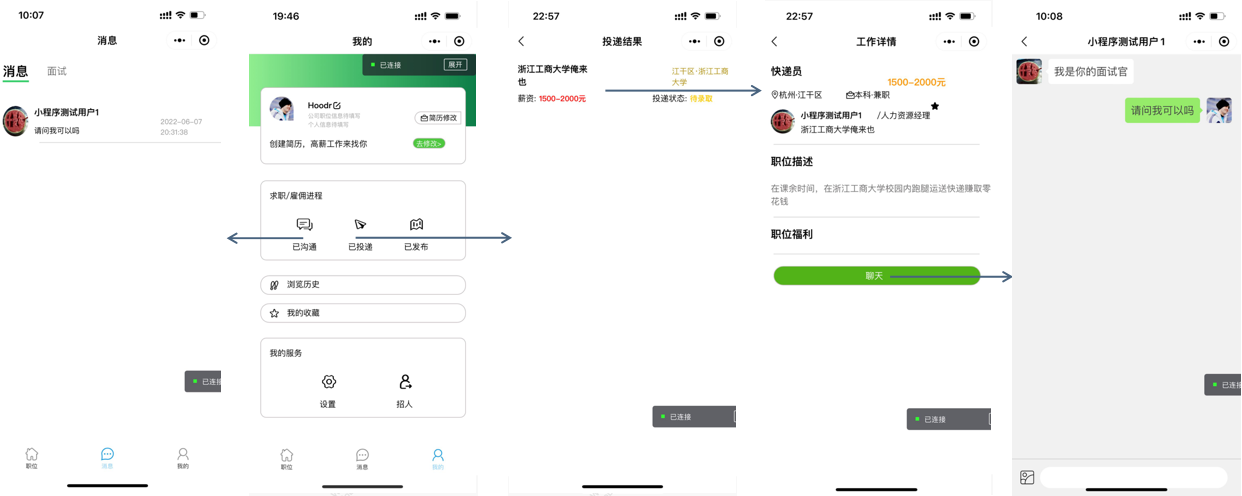 10:07
消息
消息
面试
小程序测试用户1
请问我可以吗
2022-06-07
20:31:38
已连接
职位
消息
我的
19:46
我的
已连接
展开
Hoodr
公司职位信息待填写
个人信息待填写
简历修改
创建简历，高薪工作来找你
去修改>
求职/雇佣进程
已沟通
已投递
已发布
浏览历史
我的收藏
我的服务
设置
招人
职位
消息
我的
22:57
投递结果
浙江工商大学俺来
也
江干区·浙江工商
大学
薪资: 1500-2000元
投递状态: 待录取
已连接
22:57
工作详情
快递员
1500-2000元
杭州·江干区
本科·兼职
小程序测试用户1
/人力资源经理
浙江工商大学俺来也
职位描述
在课余时间，在浙江工商大学校园内跑腿运送快递赚取零
花钱
职位福利
聊天
已连接
10:08
小程序测试用户1
我是你的面试官
请问我可以吗
已连接